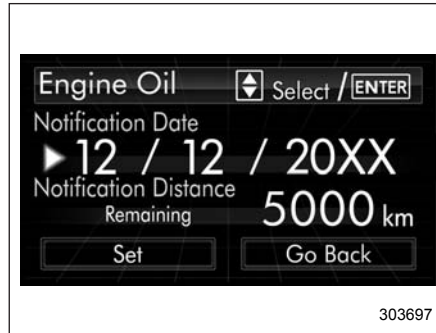 Engine Oil Select / ENTER
Notification Date
12 / 12 / 20XX
Notification Distance
Remaining 5000 km
Set Go Back
303697